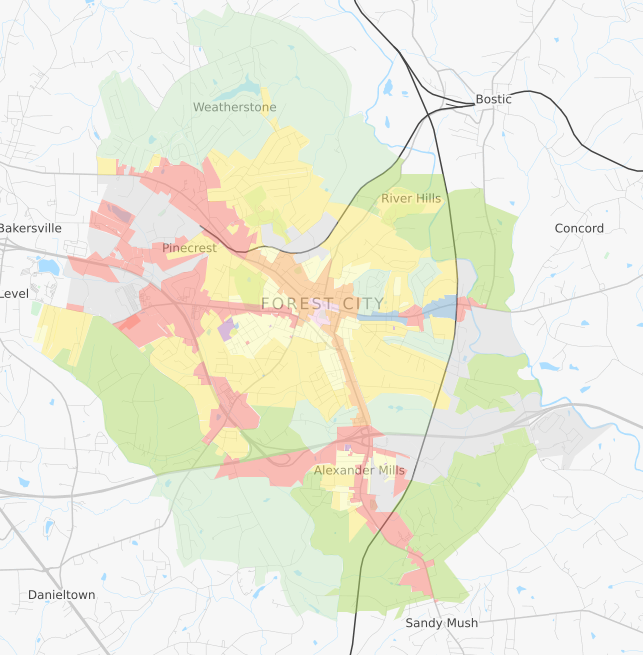 Bostic
Weatherstone
River Hills
Bakersville
Concord
Pinecrest
Level
FOREST CITY
Alexander Mills
Danieltown
Sandy Mush